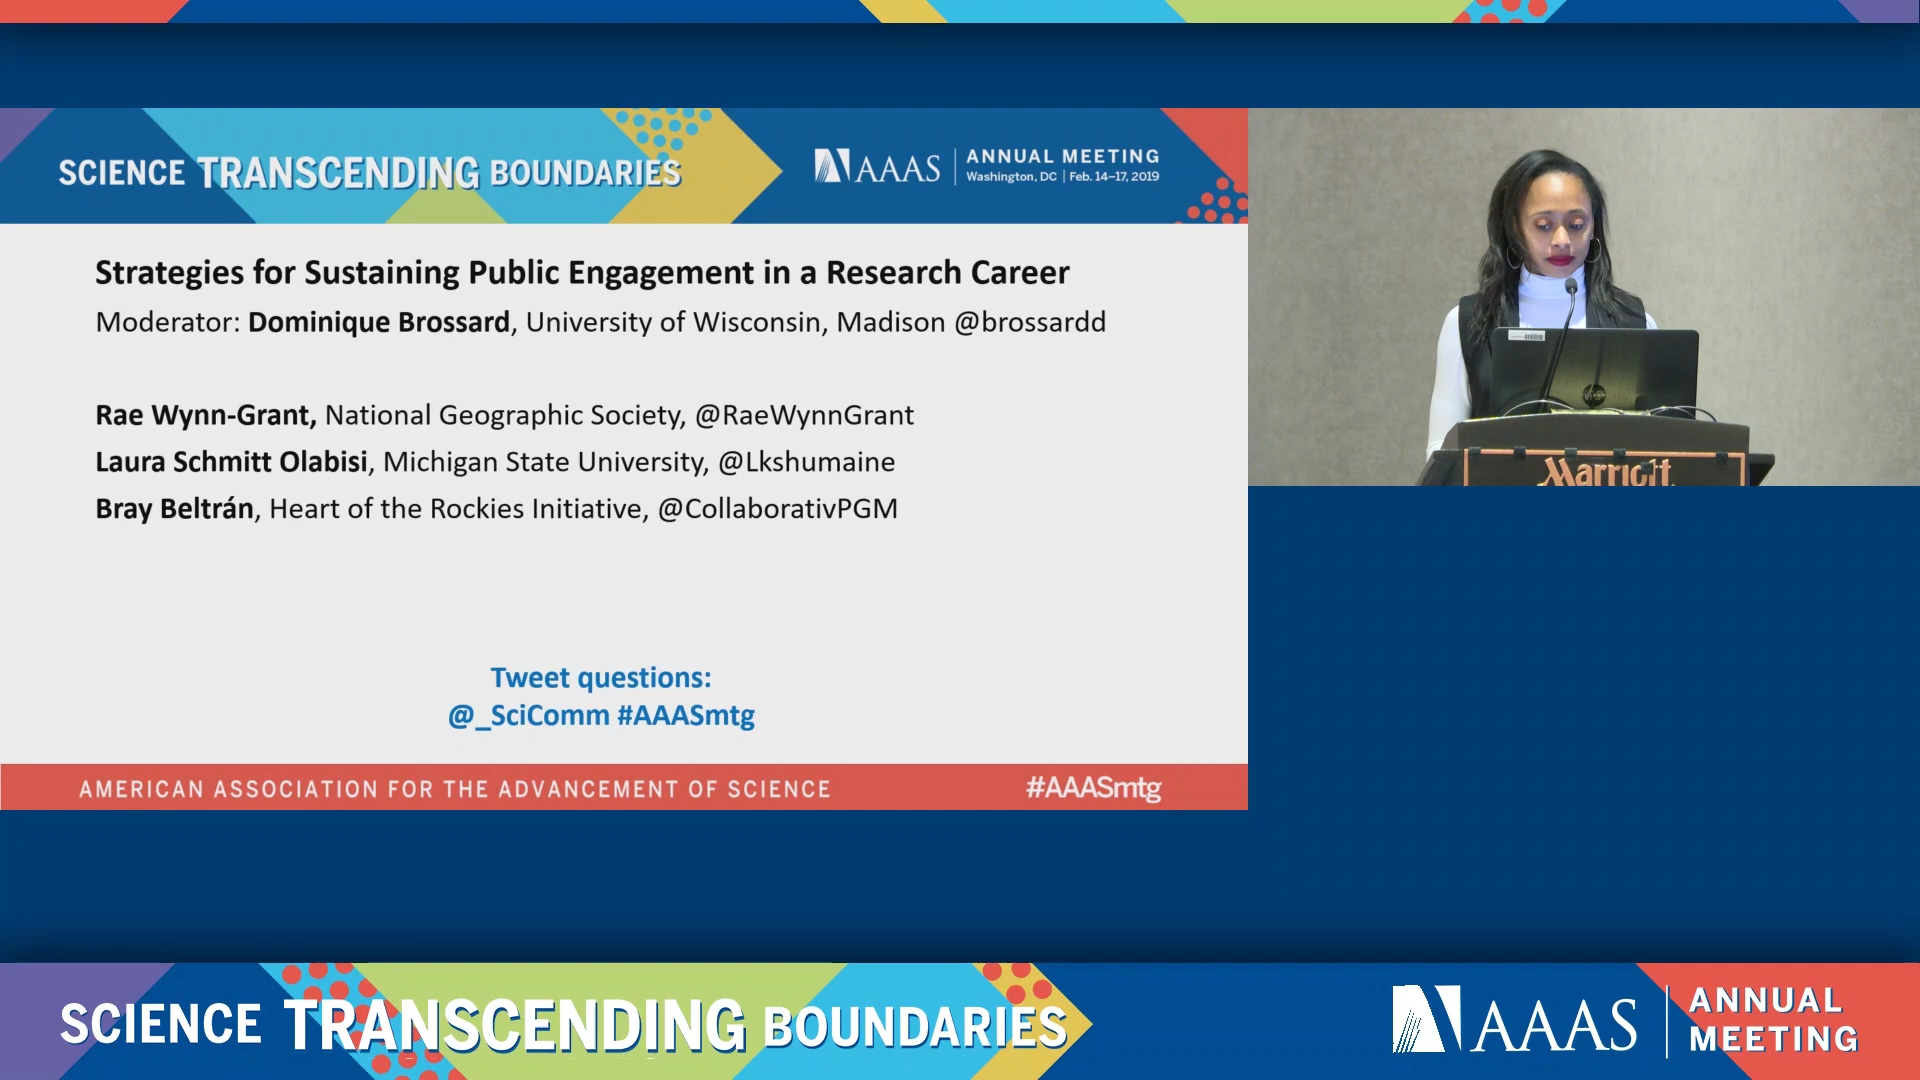 SCIENCE TRANSCENDING BOUNDARIES
AAAS
ANNUAL MEETING
Washington, DC | Feb. 14–17, 2019
Strategies for Sustaining Public Engagement in a Research Career
Moderator: Dominique Brossard, University of Wisconsin, Madison @brossardd
Rae Wynn-Grant, National Geographic Society, @RaeWynnGrant
Laura Schmitt Olabisi, Michigan State University, @Lkshumaine
Bray Beltrán, Heart of the Rockies Initiative, @CollaborativPGM
Tweet questions:
@_SciComm #AAASmtg
AMERICAN ASSOCIATION FOR THE ADVANCEMENT OF SCIENCE
#AAASmtg
hp
Marriott
SCIENCE TRANSCENDING BOUNDARIES
AAAS
ANNUAL
MEETING